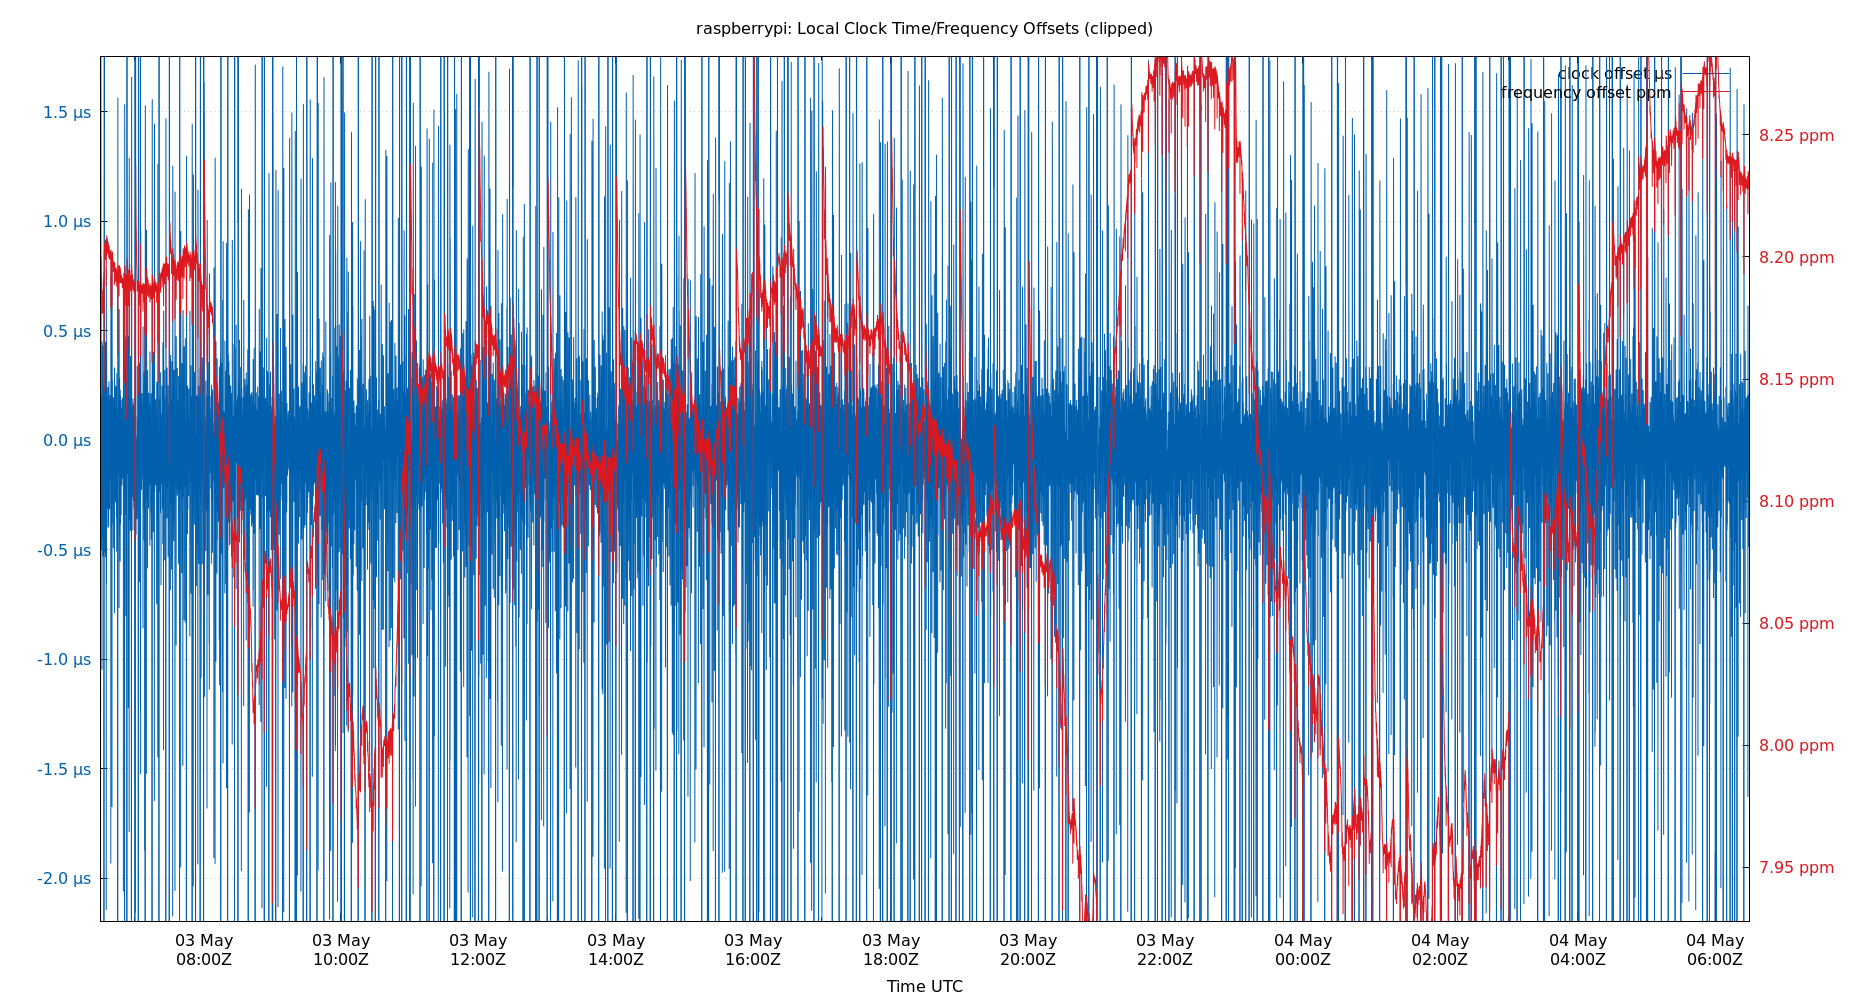 raspberrypi: Local Clock Time/Frequency Offsets (clipped)
clock offset µs
frequency offset ppm
1.5 µs
1.0 µs
0.5 µs
0.0 µs
-0.5 µs
-1.0 µs
-1.5 µs
-2.0 µs
8.25 ppm
8.20 ppm
8.15 ppm
8.10 ppm
8.05 ppm
8.00 ppm
7.95 ppm
03 May
08:00Z
03 May
10:00Z
03 May
12:00Z
03 May
14:00Z
03 May
16:00Z
03 May
18:00Z
03 May
20:00Z
03 May
22:00Z
04 May
00:00Z
04 May
02:00Z
04 May
04:00Z
04 May
06:00Z
Time UTC